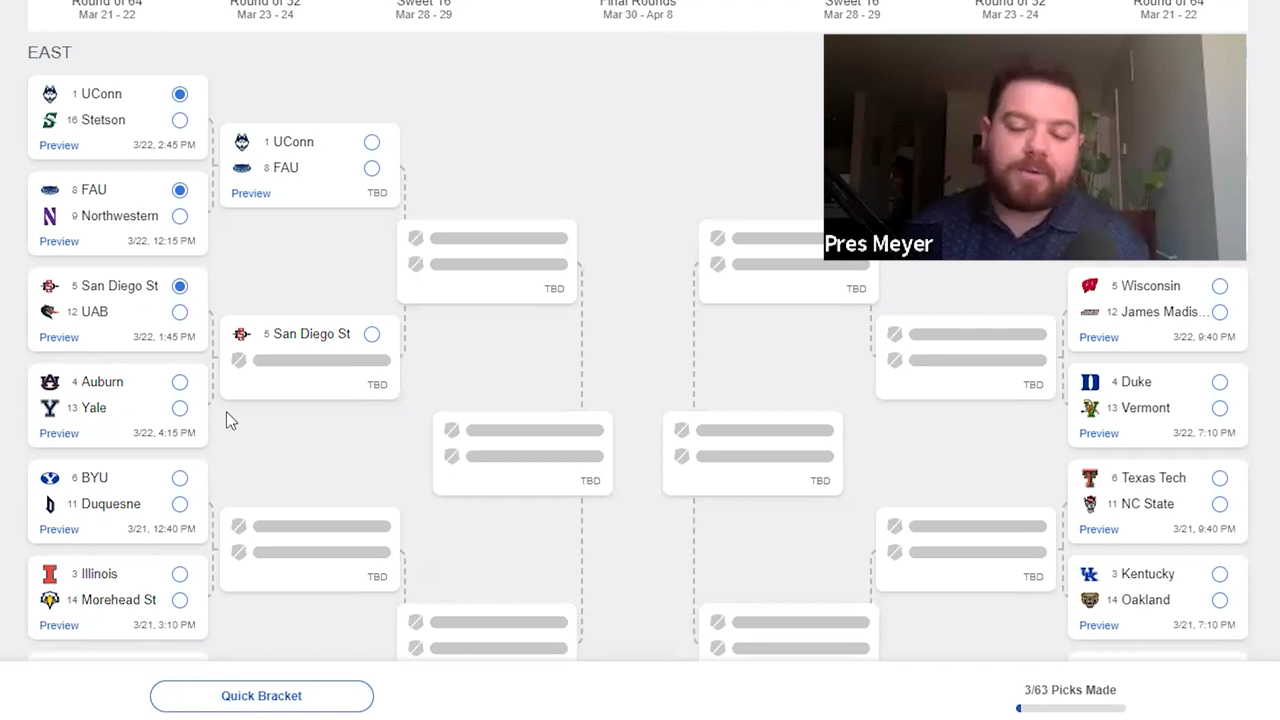 Round of 64
Round of 32
Sweet 16
Final Rounds
Sweet 16
Round of 32
Round of 64
Mar 21 - 22
Mar 23 - 24
Mar 28 - 29
Mar 30 - Apr 8
Mar 28 - 29
Mar 23 - 24
Mar 21 - 22
EAST
1 UConn
16 Stetson
Preview 3/22, 2:45 PM
8 FAU
9 Northwestern
Preview 3/22, 12:15 PM
5 San Diego St
12 UAB
Preview 3/22, 1:45 PM
4 Auburn
13 Yale
Preview 3/22, 4:15 PM
6 BYU
11 Duquesne
Preview 3/21, 12:40 PM
3 Illinois
14 Morehead St
Preview 3/21, 3:10 PM
1 UConn
8 FAU
Preview TBD
5 San Diego St
TBD
TBD
TBD
TBD
TBD
TBD
TBD
TBD
Pres Meyer
5 Wisconsin
12 James Madis...
Preview 3/22, 9:40 PM
4 Duke
13 Vermont
Preview 3/22, 7:10 PM
6 Texas Tech
11 NC State
Preview 3/21, 9:40 PM
3 Kentucky
14 Oakland
Preview 3/21, 7:10 PM
Quick Bracket
3/63 Picks Made